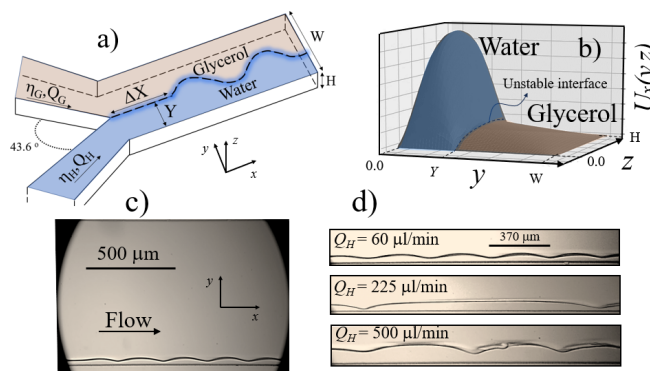 a)
W
H
Glycerol
Water
ΔX
Y
η_G,Q_G
43.6 °
η_H,Q_H
y
z
x
b)
Water
Unstable interface
Glycerol
U_x(y,z)
H
0.0
z
0.0
Y
y
W
c)
500 μm
y
x
Flow
d)
Q_H = 60 μl/min
370 μm
Q_H = 225 μl/min
Q_H = 500 μl/min